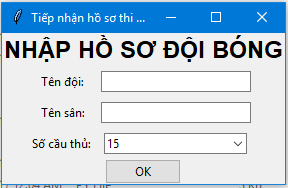 Tiếp nhận hồ sơ thi ...
NHẬP HỒ SƠ ĐỘI BÓNG
Tên đội:
Tên sân:
Số cầu thủ: 15
OK